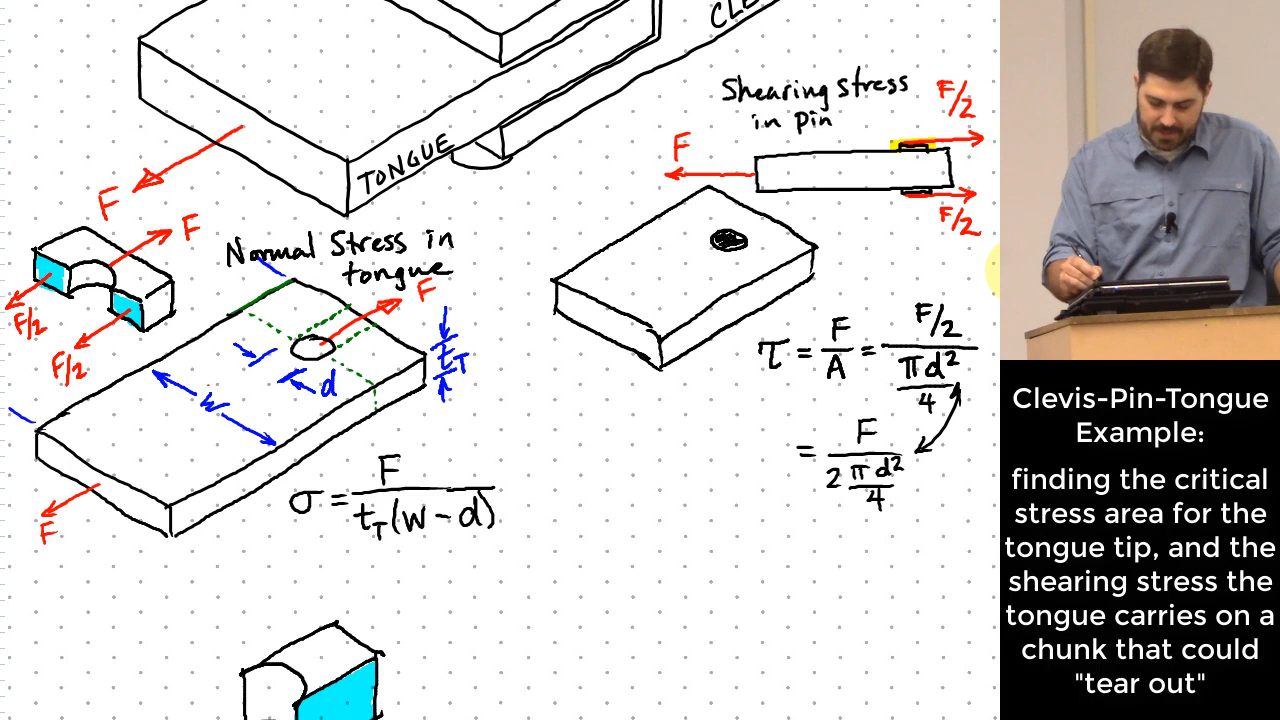 CLE
TONGUE
F
Shearing stress
in pin
F
F/2
F/2
F
F/2
F/2
Normal Stress in
tongue
F
t_T
d
w
F
σ = F / t_T(w - d)
τ = F/A = F/2 / πd²/4
= F / 2 πd²/4
Clevis-Pin-Tongue
Example:
finding the critical
stress area for the
tongue tip, and the
shearing stress the
tongue carries on a
chunk that could
"tear out"